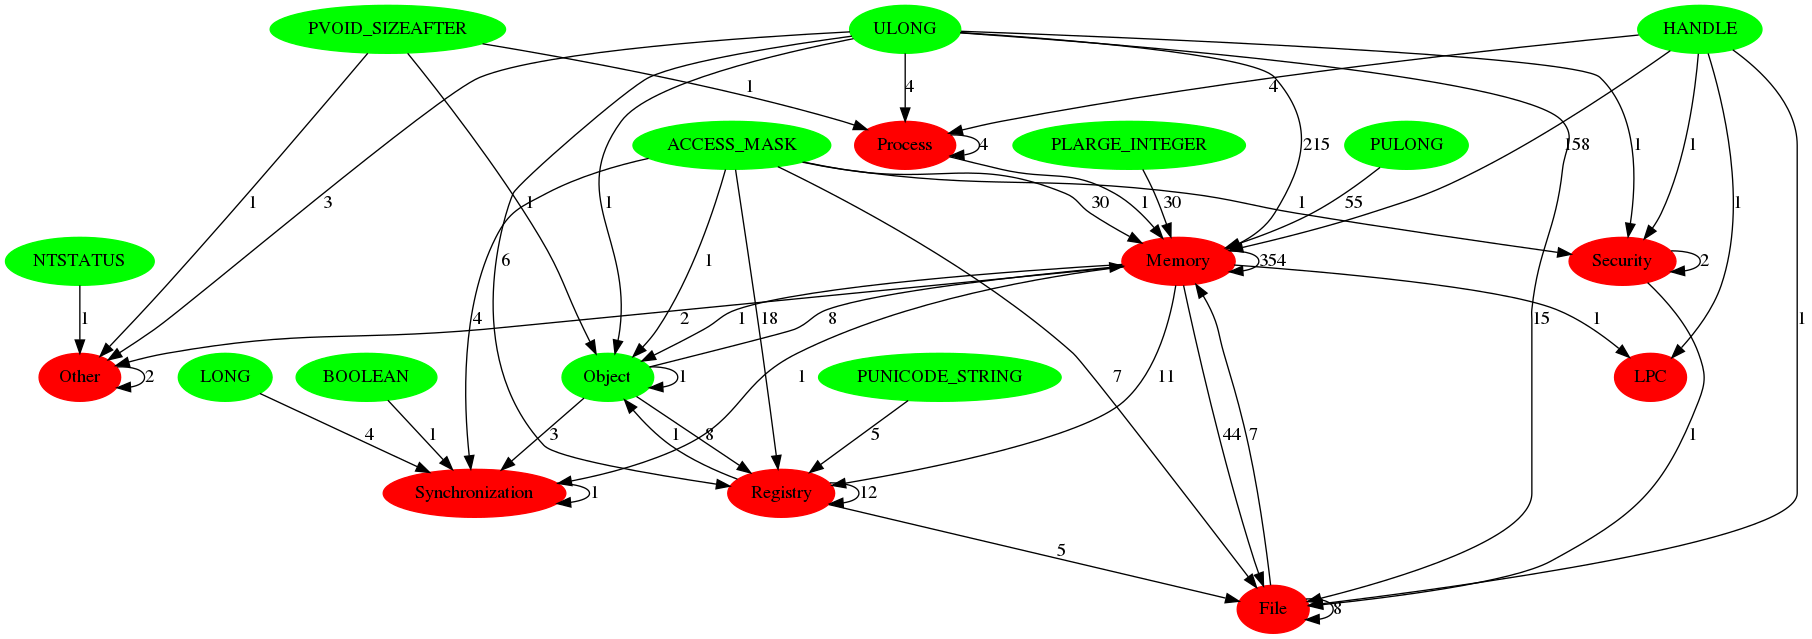 PVOID_SIZEAFTER
ULONG
HANDLE
1
4
4
ACCESS_MASK
Process
4
PLARGE_INTEGER
PULONG
215
158
1
1
1
3
1
1
30
1
30
55
1
1
NTSTATUS
6
1
Memory
354
Security
2
1
4
18
2
1
8
1
15
1
Other
2
LONG
BOOLEAN
Object
1
PUNICODE_STRING
1
7
11
LPC
4
1
3
1
8
5
44
7
1
Synchronization
1
Registry
12
5
File
8